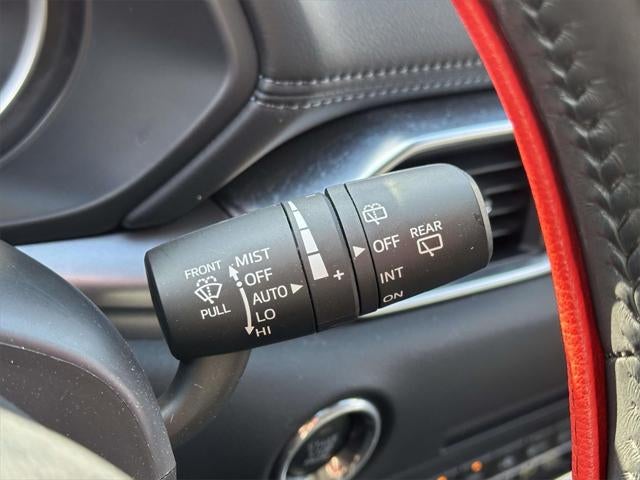 FRONT
PULL
MIST
OFF
AUTO
LO
HI
+
OFF
INT
ON
REAR